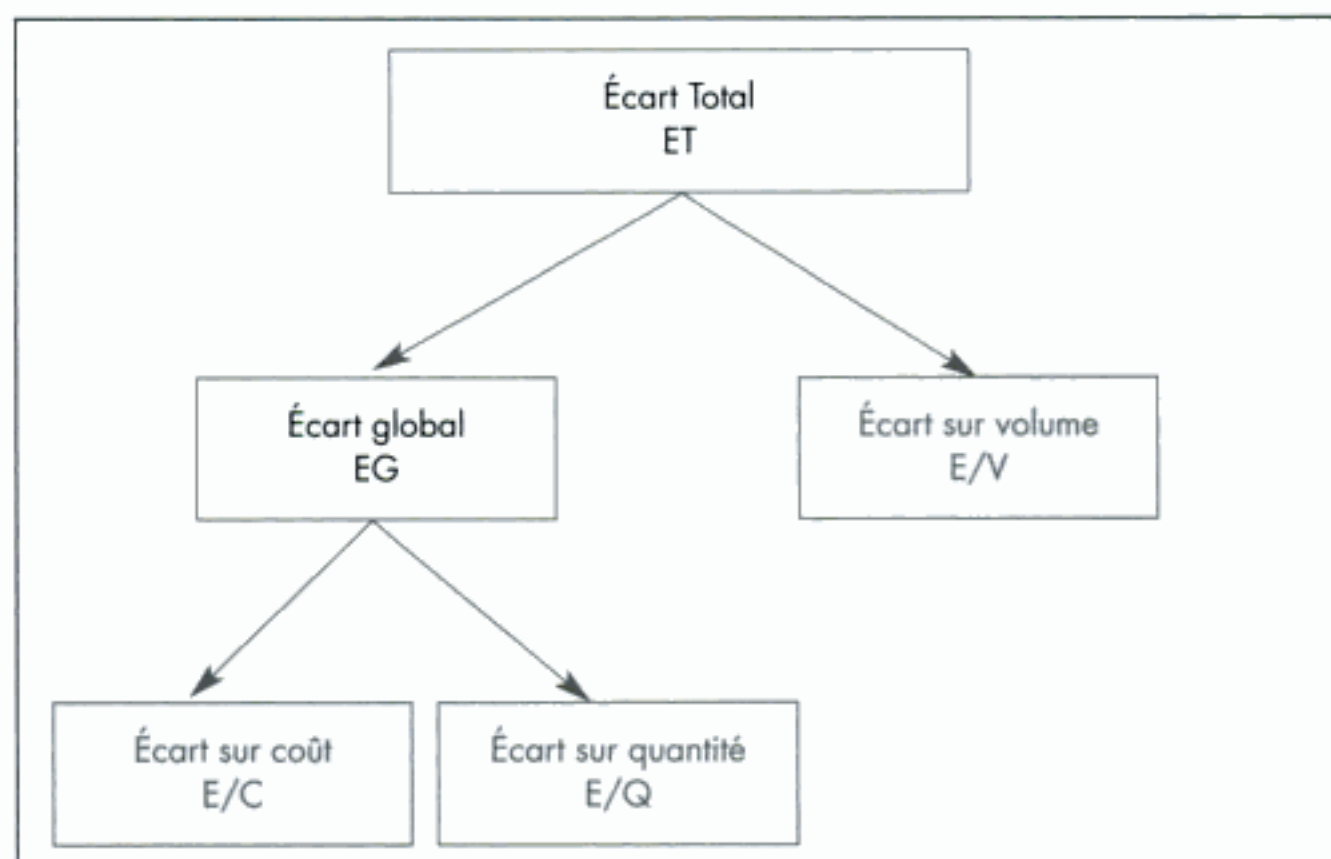 Écart Total
ET
Écart global
EG
Écart sur volume
E/V
Écart sur coût
E/C
Écart sur quantité
E/Q